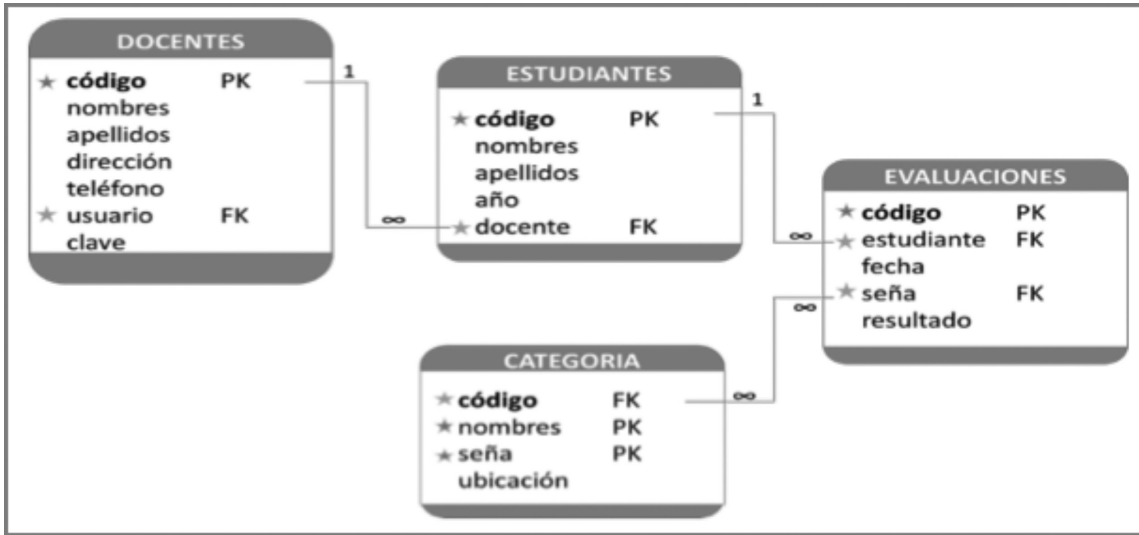 DOCENTES
código PK
nombres
apellidos
dirección
teléfono
usuario FK
clave
1
∞
ESTUDIANTES
código PK
nombres
apellidos
año
docente FK
1
∞
EVALUACIONES
código PK
estudiante FK
fecha
seña FK
resultado
∞
CATEGORIA
código FK
nombres PK
seña PK
ubicación
∞